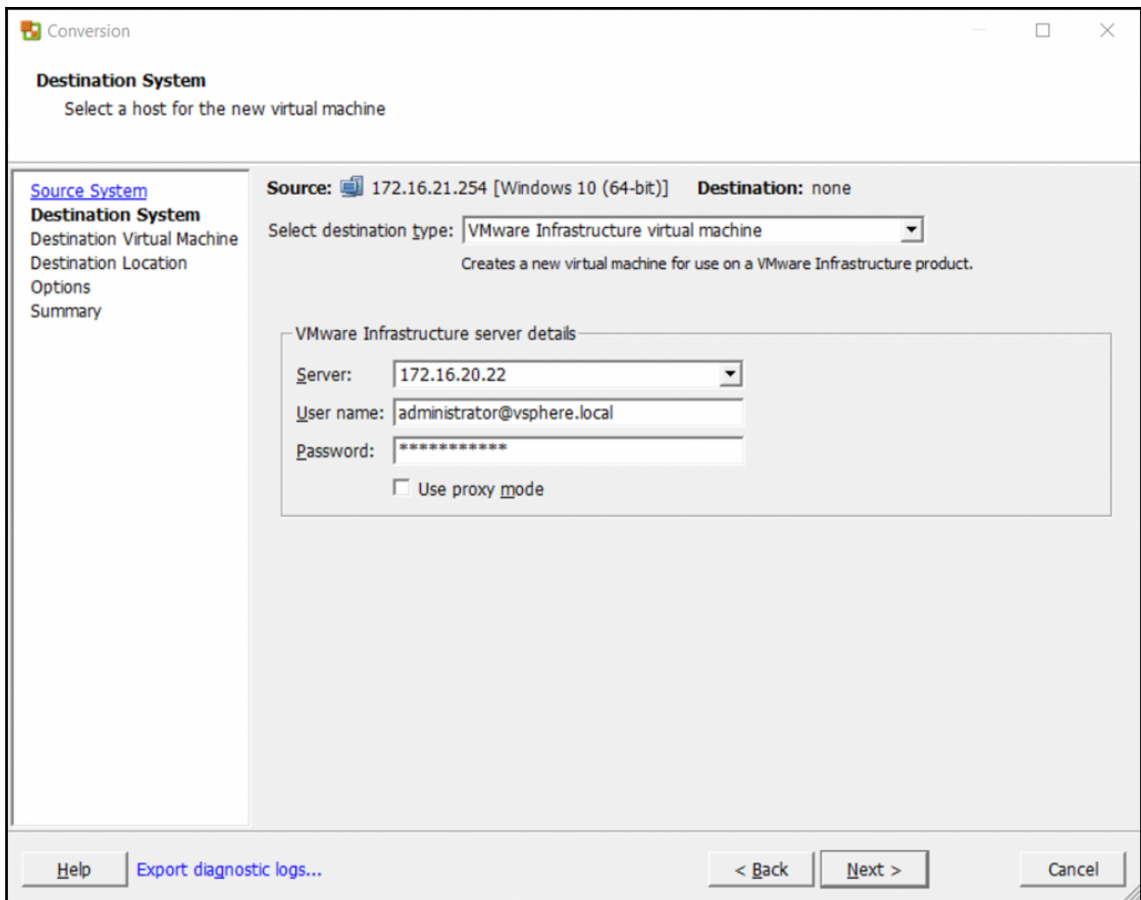 Conversion
Destination System
Select a host for the new virtual machine
Source System
Destination System
Destination Virtual Machine
Destination Location
Options
Summary
Source: 172.16.21.254 [Windows 10 (64-bit)] Destination: none
Select destination type: VMware Infrastructure virtual machine
Creates a new virtual machine for use on a VMware Infrastructure product.
VMware Infrastructure server details
Server: 172.16.20.22
User name: administrator@vsphere.local
Password: ***********
Use proxy mode
Help Export diagnostic logs... < Back Next > Cancel